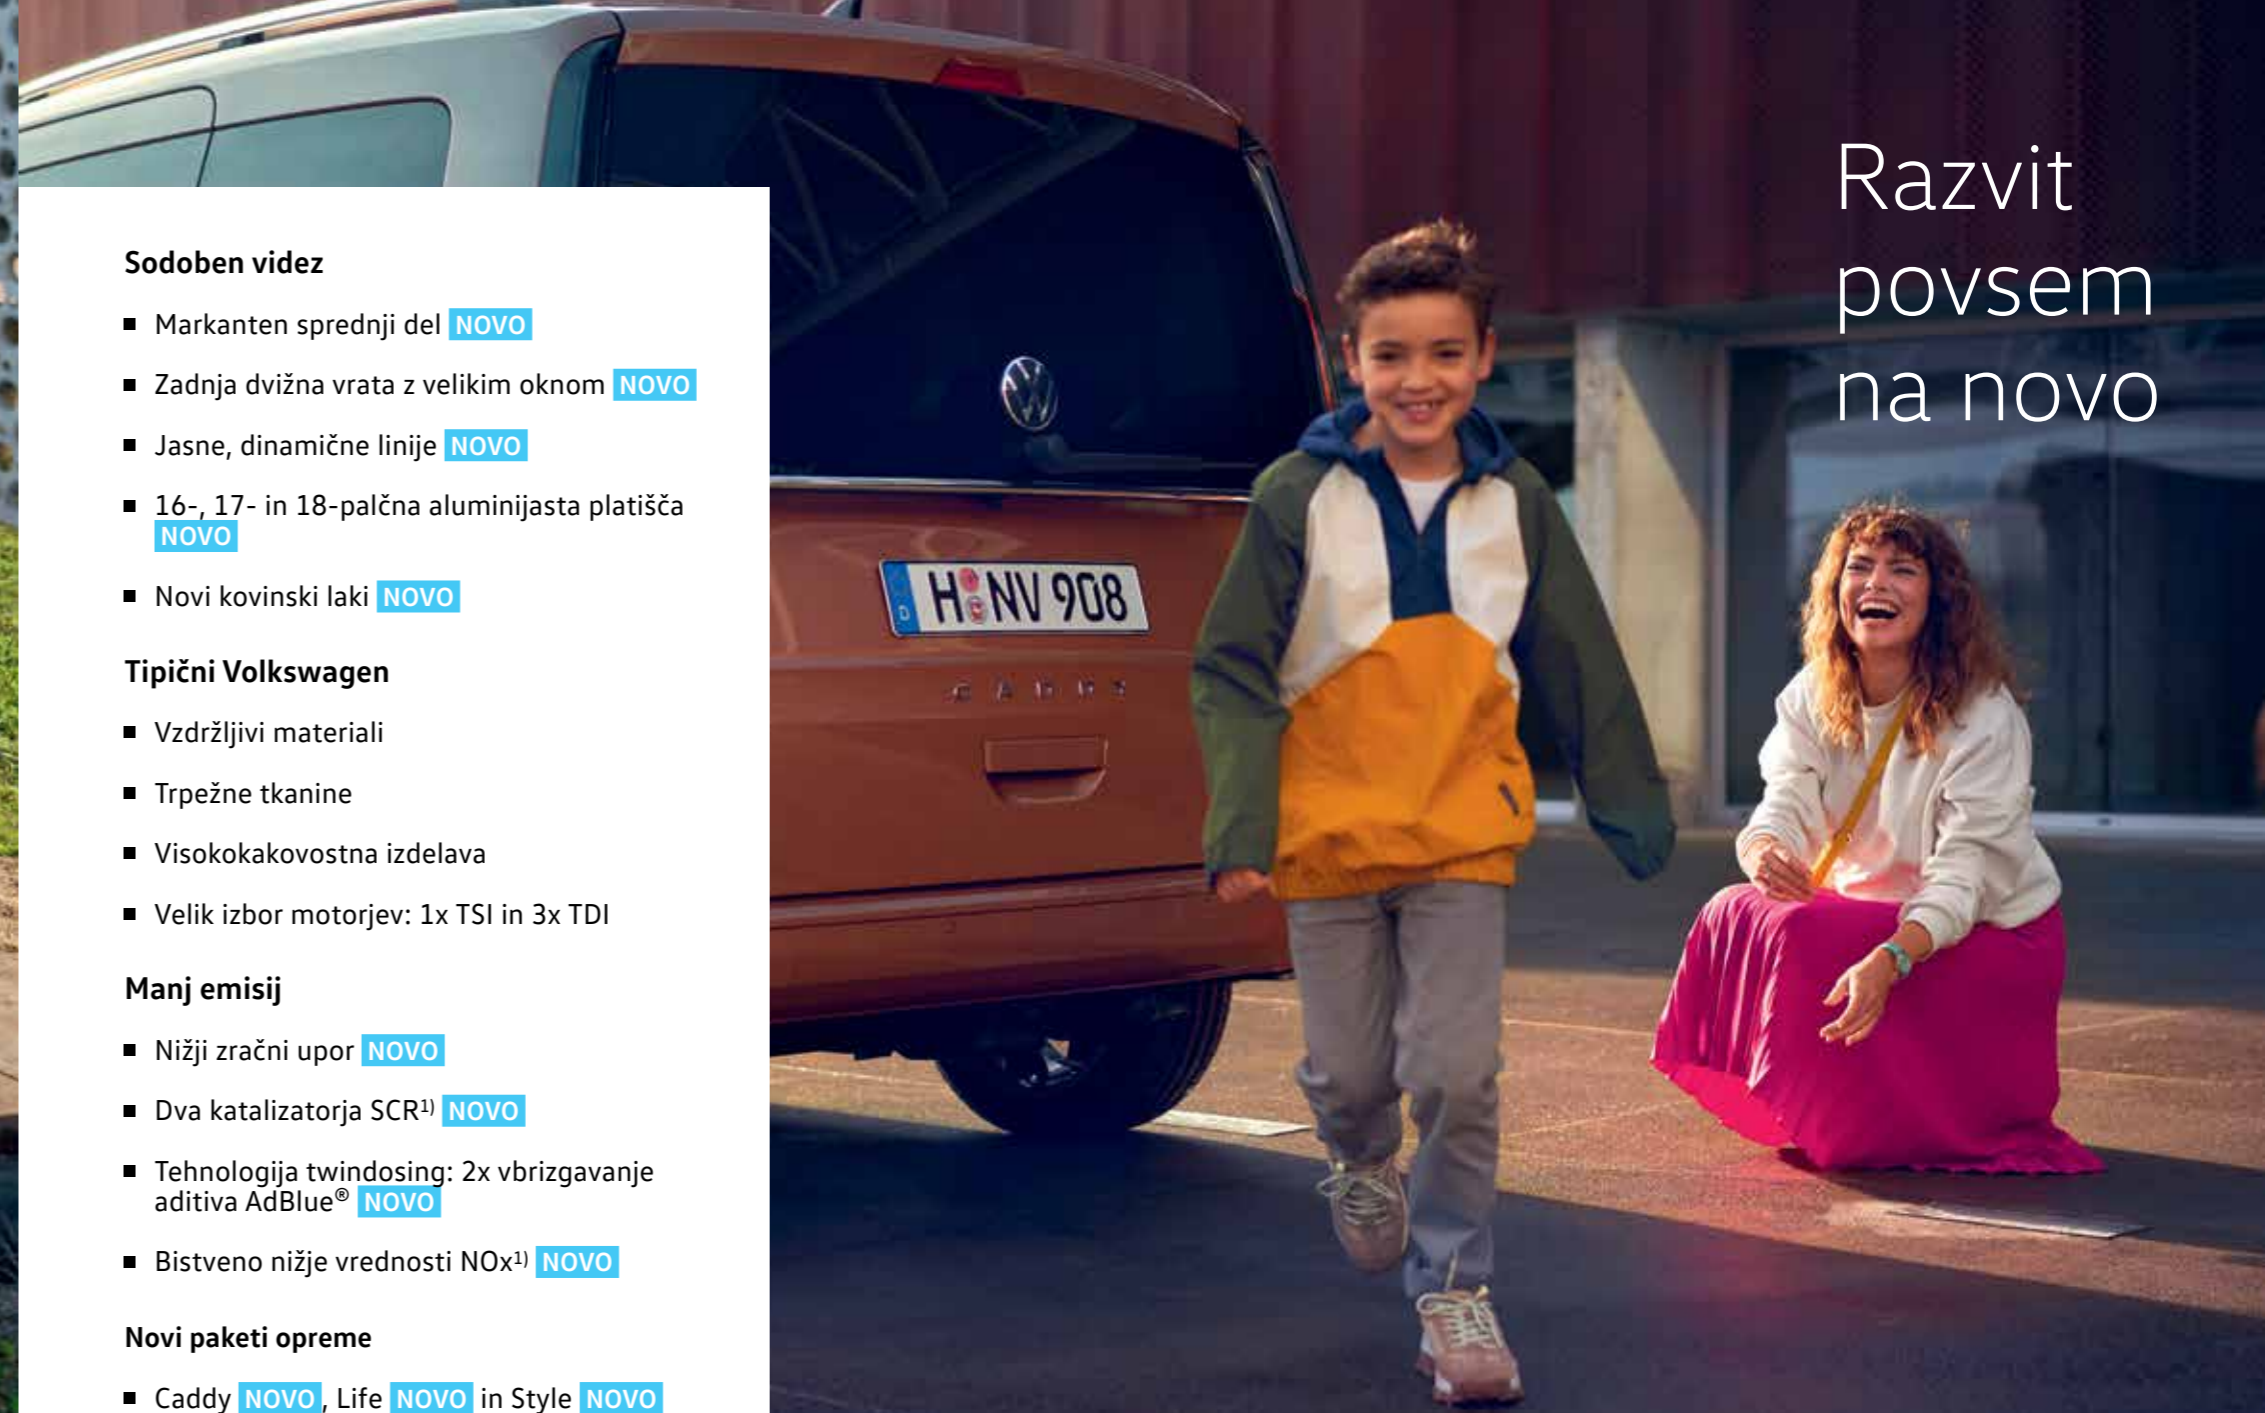 Sodoben videz
■ Markanten sprednji del NOVO
■ Zadnja dvižna vrata z velikim oknom NOVO
■ Jasne, dinamične linije NOVO
■ 16-, 17- in 18-palčna aluminijasta platišča
NOVO
■ Novi kovinski laki NOVO
Tipični Volkswagen
■ Vzdržljivi materiali
■ Trpežne tkanine
■ Visokokakovostna izdelava
■ Velik izbor motorjev: 1x TSI in 3x TDI
Manj emisij
■ Nižji zračni upor NOVO
■ Dva katalizatorja SCR1) NOVO
■ Tehnologija twindosing: 2x vbrizgavanje
aditiva AdBlue® NOVO
■ Bistveno nižje vrednosti NOx1) NOVO
Novi paketi opreme
■ Caddy NOVO, Life NOVO in Style NOVO
Razvit
povsem
na novo
D H NV 908
CADDY